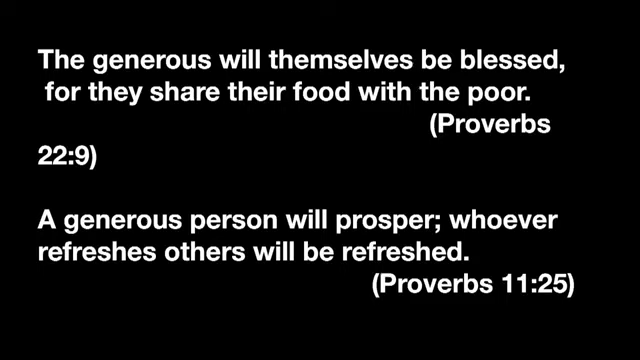 The generous will themselves be blessed,
for they share their food with the poor.
(Proverbs
22:9)
A generous person will prosper; whoever
refreshes others will be refreshed.
(Proverbs 11:25)